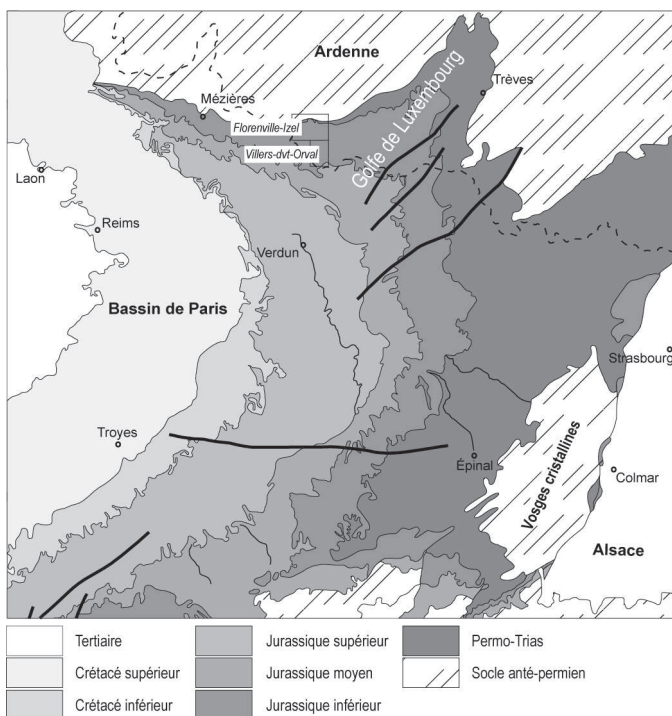 Ardenne
Golfe de Luxembourg
Trèves
Mézières
Florenville-Izel
Villers-dvt-Orval
Laon
Reims
Verdun
Bassin de Paris
Strasbourg
Troyes
Épinal
Vosges cristallines
Colmar
Alsace
Tertiaire
Crétacé supérieur
Crétacé inférieur
Jurassique supérieur
Jurassique moyen
Jurassique inférieur
Permo-Trias
Socle anté-permien